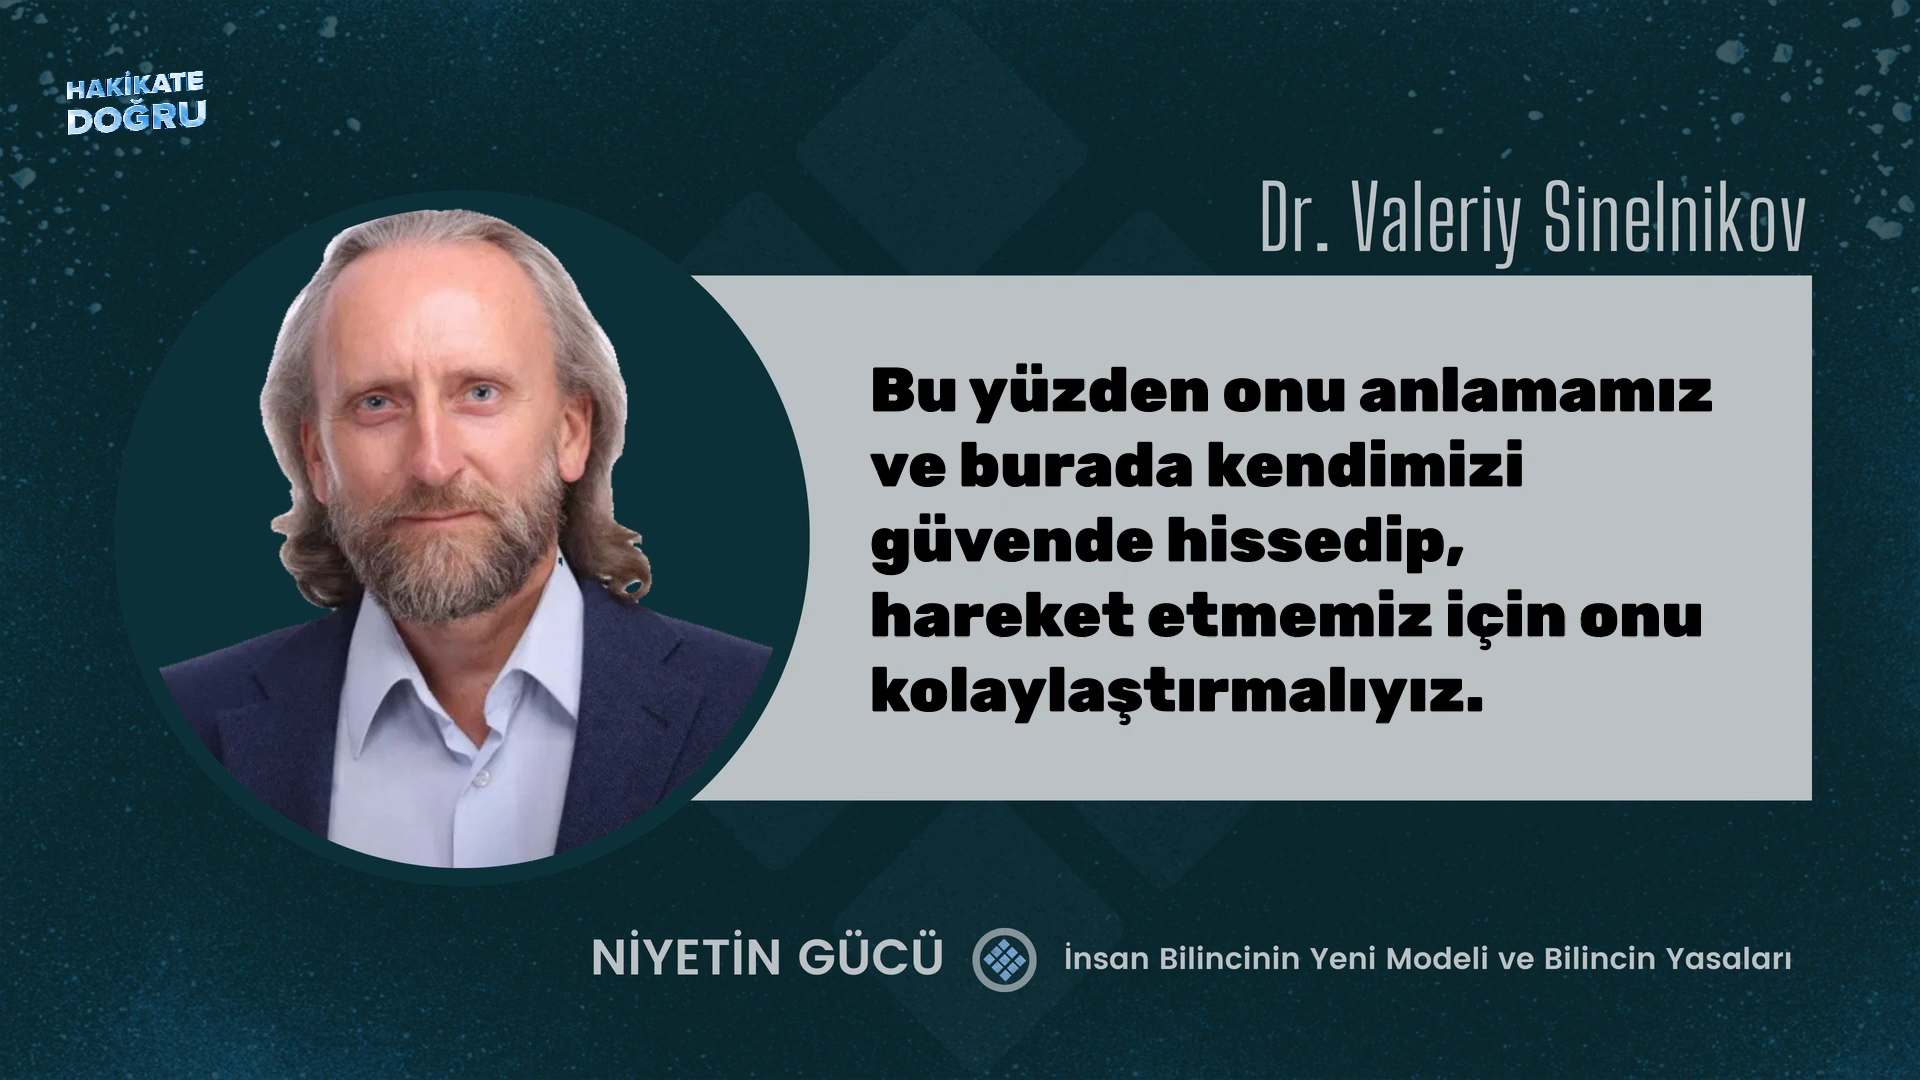 HAKİKATE
DOĞRU
Dr. Valeriy Sinelnikov
Bu yüzden onu anlamamız
ve burada kendimizi
güvende hissedip,
hareket etmemiz için onu
kolaylaştırmalıyız.
NİYETİN GÜCÜ
İnsan Bilincinin Yeni Modeli ve Bilincin Yasaları